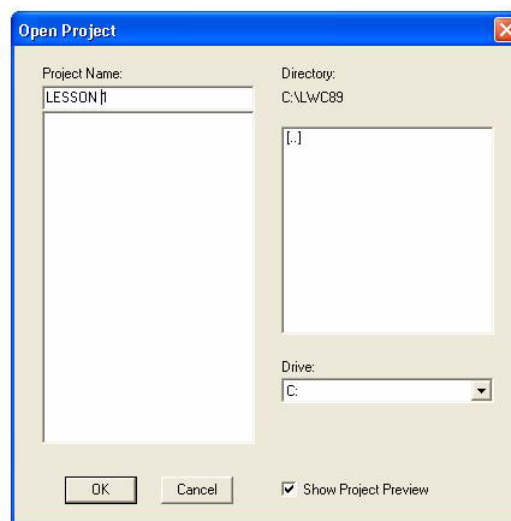 Open Project
Project Name:
LESSON 1
Directory:
C:\LWC89
[..]
Drive:
C:
OK
Cancel
Show Project Preview